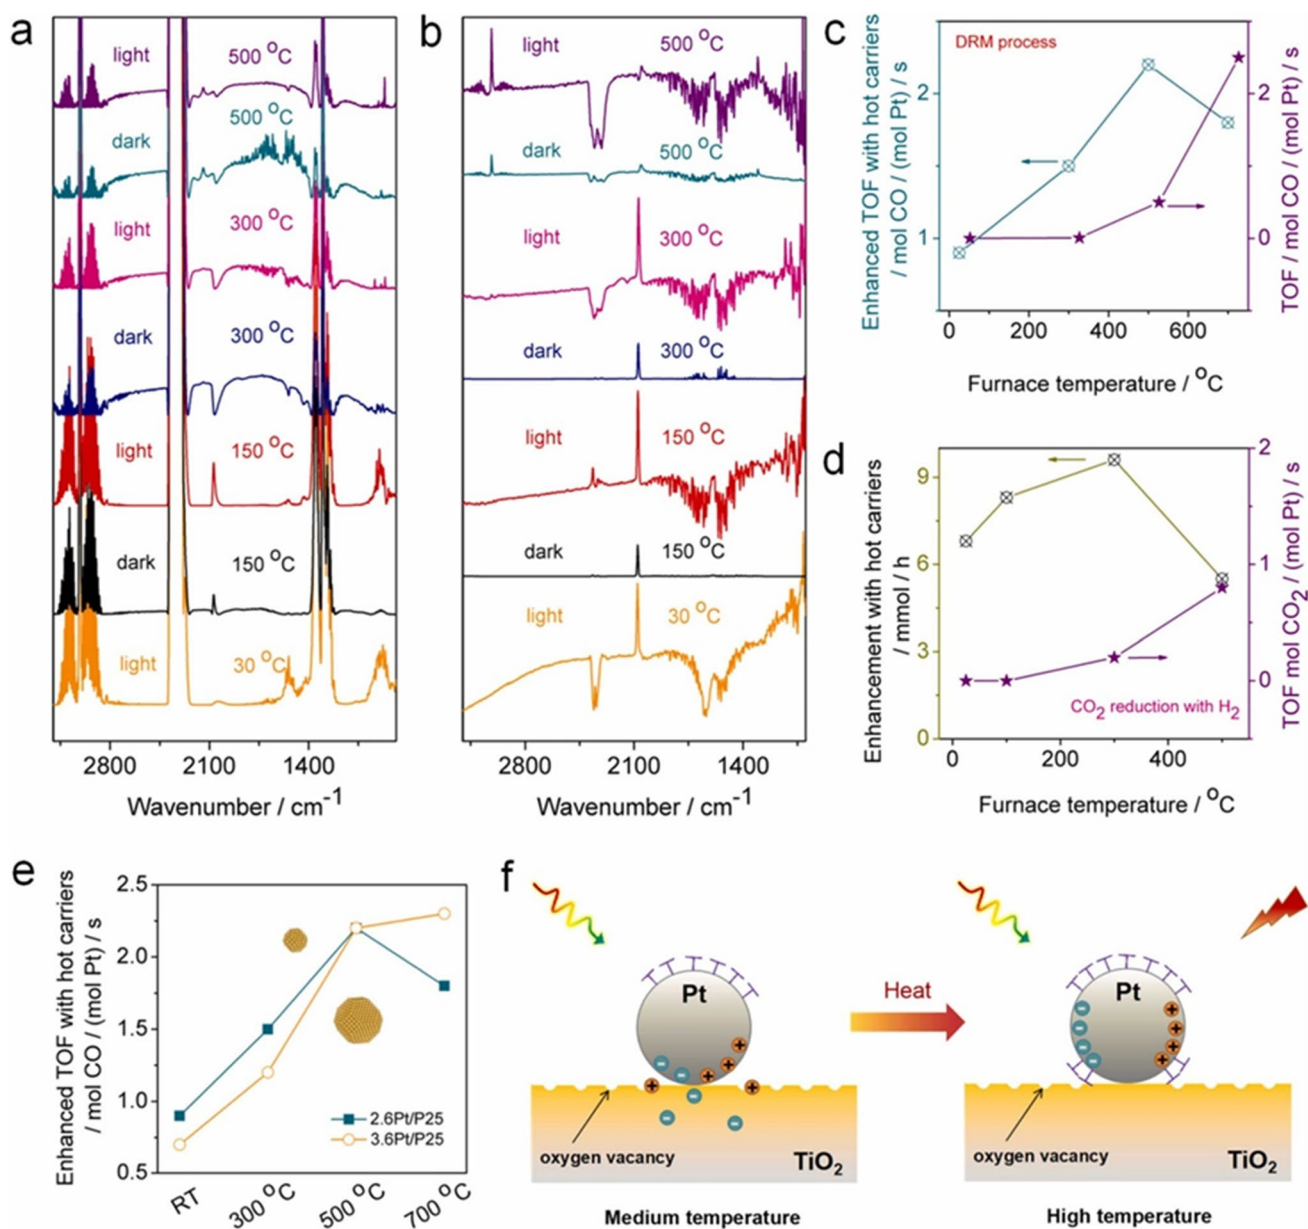 a
light
500 °C
500 °C
dark
light
300 °C
dark
300 °C
light
150 °C
dark
150 °C
light
30 °C
2800
2100
1400
Wavenumber / cm⁻¹
b
light
500 °C
dark
500 °C
light
300 °C
dark
300 °C
light
150 °C
dark
150 °C
light
30 °C
2800
2100
1400
Wavenumber / cm⁻¹
c
DRM process
Enhanced TOF with hot carriers
/ mol CO / (mol Pt) / s
TOF / mol CO / (mol Pt) / s
2
1
2
1
0
0
200
400
600
Furnace temperature / °C
d
Enhancement with hot carriers
/ mmol / h
TOF mol CO₂ / (mol Pt) / s
9
6
3
0
2
1
0
CO₂ reduction with H₂
0
200
400
Furnace temperature / °C
e
Enhanced TOF with hot carriers
/ mol CO / (mol Pt) / s
2.5
2.0
1.5
1.0
0.5
2.6Pt/P25
3.6Pt/P25
RT
300 °C
500 °C
700 °C
f
Pt
Heat
Pt
oxygen vacancy
TiO₂
oxygen vacancy
TiO₂
Medium temperature
High temperature